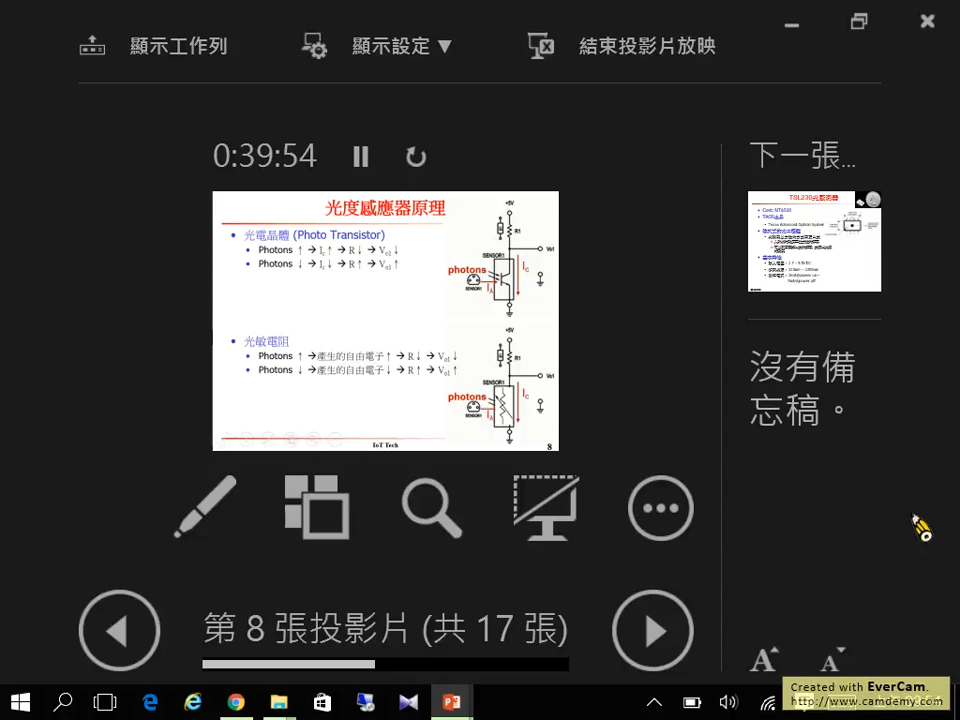 顯示工作列
顯示設定 ▼
結束投影片放映
0:39:54
下一張...
光度感應器原理
• 光電晶體 (Photo Transistor)
• Photons ↑ → Ic ↑ → R ↓ → Vo1 ↓
• Photons ↓ → Ic ↓ → R ↑ → Vo1 ↑
+5V
R1
Vo1
SENSOR1
photons
IC
SENSOR1
• 光敏電阻
• Photons ↑ →產生的自由電子↑ → R ↓ → Vo1 ↓
• Photons ↓ →產生的自由電子↓ → R ↑ → Vo1 ↑
+5V
R1
Vo1
SENSOR1
photons
IC
SENSOR1
IoT Tech
8
TSL230光感測器
沒有備
忘稿。
第 8 張投影片 (共 17 張)
Created with EverCam.
http://www.camdemy.com